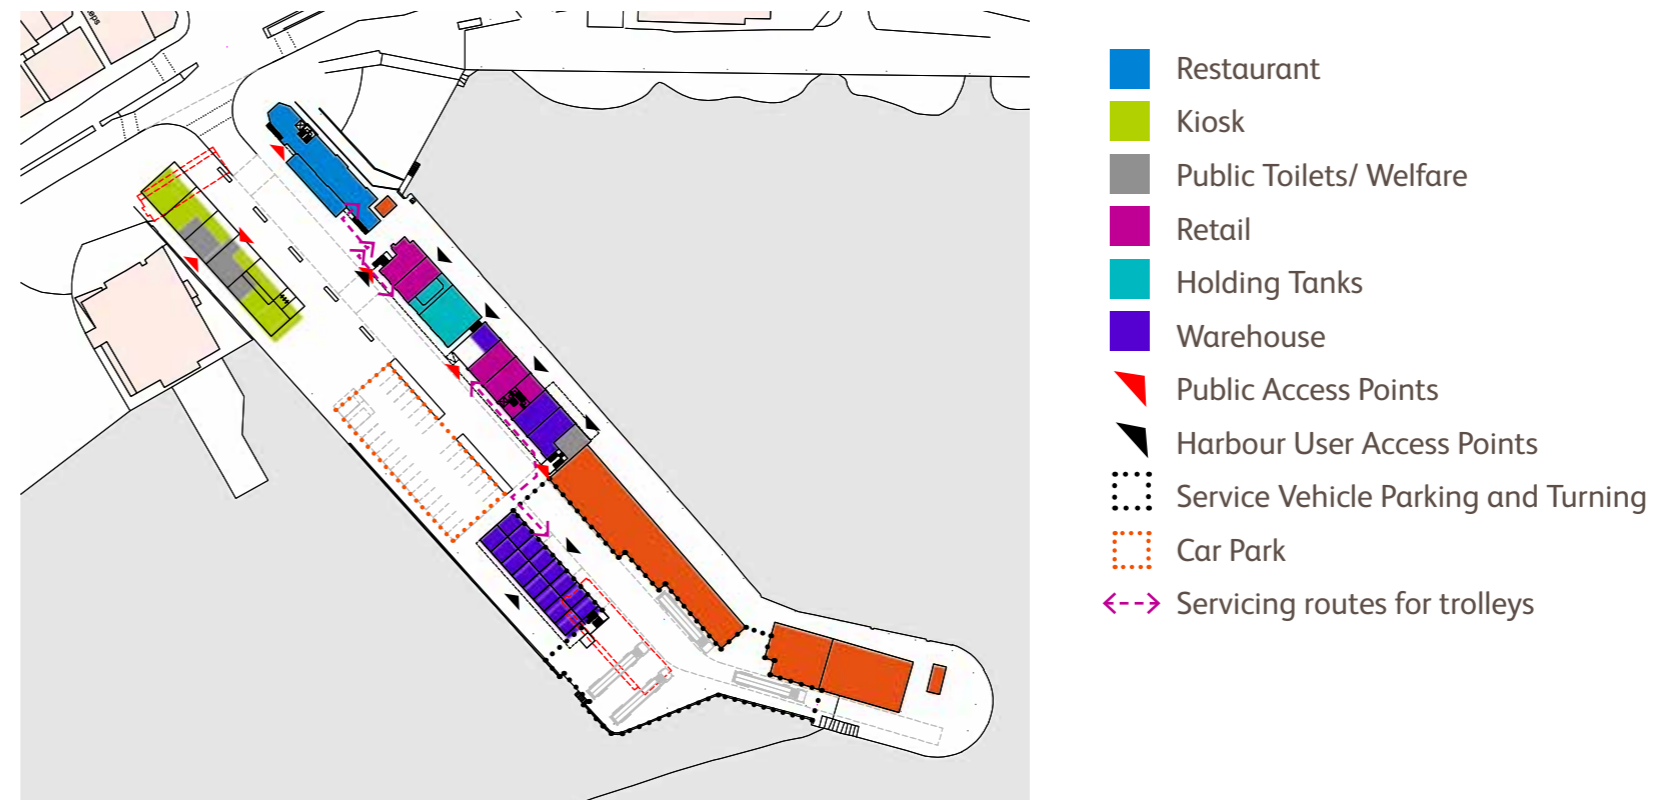 Restaurant
Kiosk
Public Toilets/ Welfare
Retail
Holding Tanks
Warehouse
Public Access Points
Harbour User Access Points
Service Vehicle Parking and Turning
Car Park
Servicing routes for trolleys